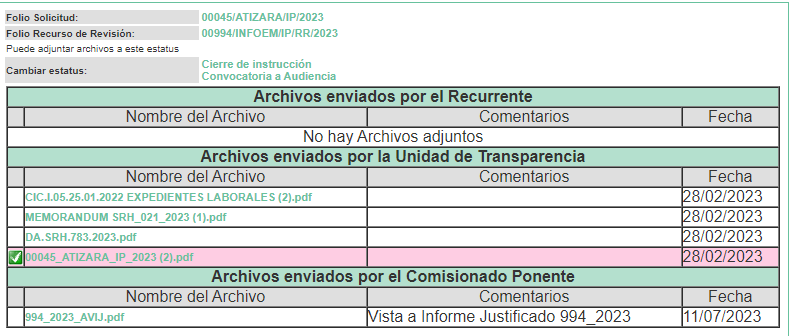 Folio Solicitud: 00045/ATIZARA/IP/2023
Folio Recurso de Revisión: 00994/INFOEM/IP/RR/2023
Puede adjuntar archivos a este estatus
Cambiar estatus: Cierre de instrucción
Convocatoria a Audiencia
Archivos enviados por el Recurrente
Nombre del Archivo Comentarios Fecha
No hay Archivos adjuntos
Archivos enviados por la Unidad de Transparencia
Nombre del Archivo Comentarios Fecha
CIC.I.05.25.01.2022 EXPEDIENTES LABORALES (2).pdf 28/02/2023
MEMORANDUM SRH_021_2023 (1).pdf 28/02/2023
DA.SRH.783.2023.pdf 28/02/2023
00045_ATIZARA_IP_2023 (2).pdf 28/02/2023
Archivos enviados por el Comisionado Ponente
Nombre del Archivo Comentarios Fecha
994_2023_AVIJ.pdf Vista a Informe Justificado 994_2023 11/07/2023